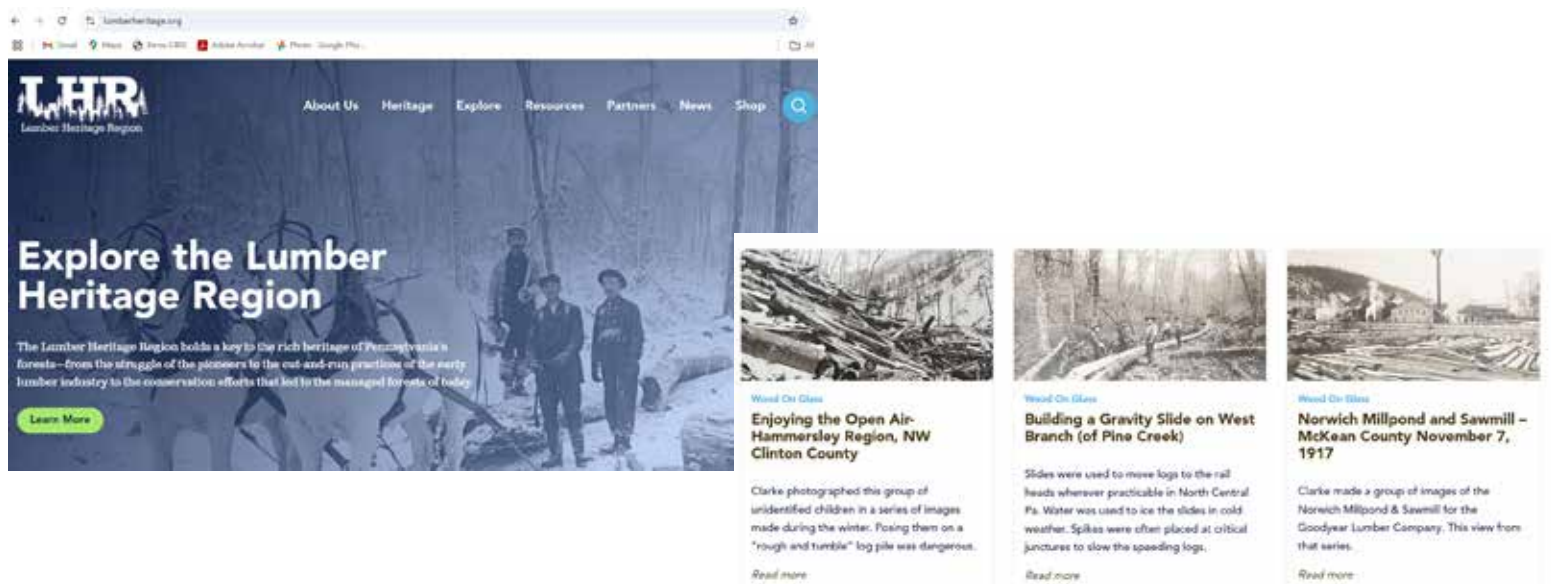 lumberheritage.org
Gmail Maps Adobe Acrobat Photo - Google Pho...
All
LHR
Lumber Heritage Region
About Us Heritage Explore Resources Partners News Shop
Explore the Lumber
Heritage Region
The Lumber Heritage Region holds a key to the rich heritage of Pennsylvania's
forests—from the struggle of the pioneers to the cut-and-run practices of the early
lumber industry to the conservation efforts that led to the managed forests of today.
Learn More
Wood On Glass
Enjoying the Open Air-
Hammersley Region, NW
Clinton County
Clarke photographed this group of
unidentified children in a series of images
made during the winter. Posing them on a
"rough and tumble" log pile was dangerous.
Read more
Wood On Glass
Building a Gravity Slide on West
Branch (of Pine Creek)
Slides were used to move logs to the rail
heads wherever practicable in North Central
Pa. Water was used to ice the slides in cold
weather. Spikes were often placed at critical
junctures to slow the speeding logs.
Read more
Wood On Glass
Norwich Millpond and Sawmill –
McKean County November 7,
1917
Clarke made a group of images of the
Norwich Millpond & Sawmill for the
Goodyear Lumber Company. This view from
that series.
Read more